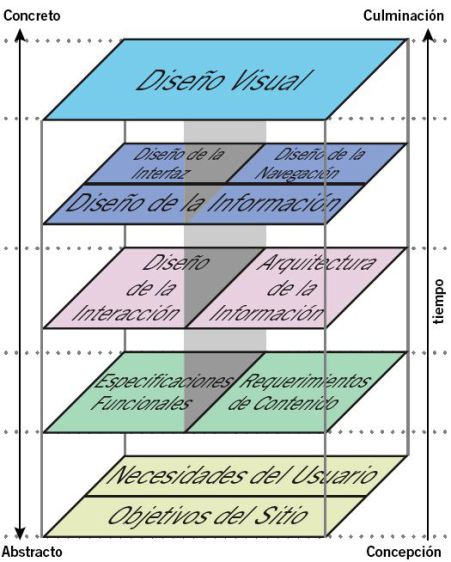 Concreto
Culminación
Diseño Visual
Diseño de la
Interfaz
Diseño de la
Navegación
Diseño de la Información
Diseño
de la
Interacción
Arquitectura
de la
Información
tiempo
Especificaciones
Funcionales
Requerimientos
de Contenido
Necesidades del Usuario
Objetivos del Sitio
Abstracto
Concepción